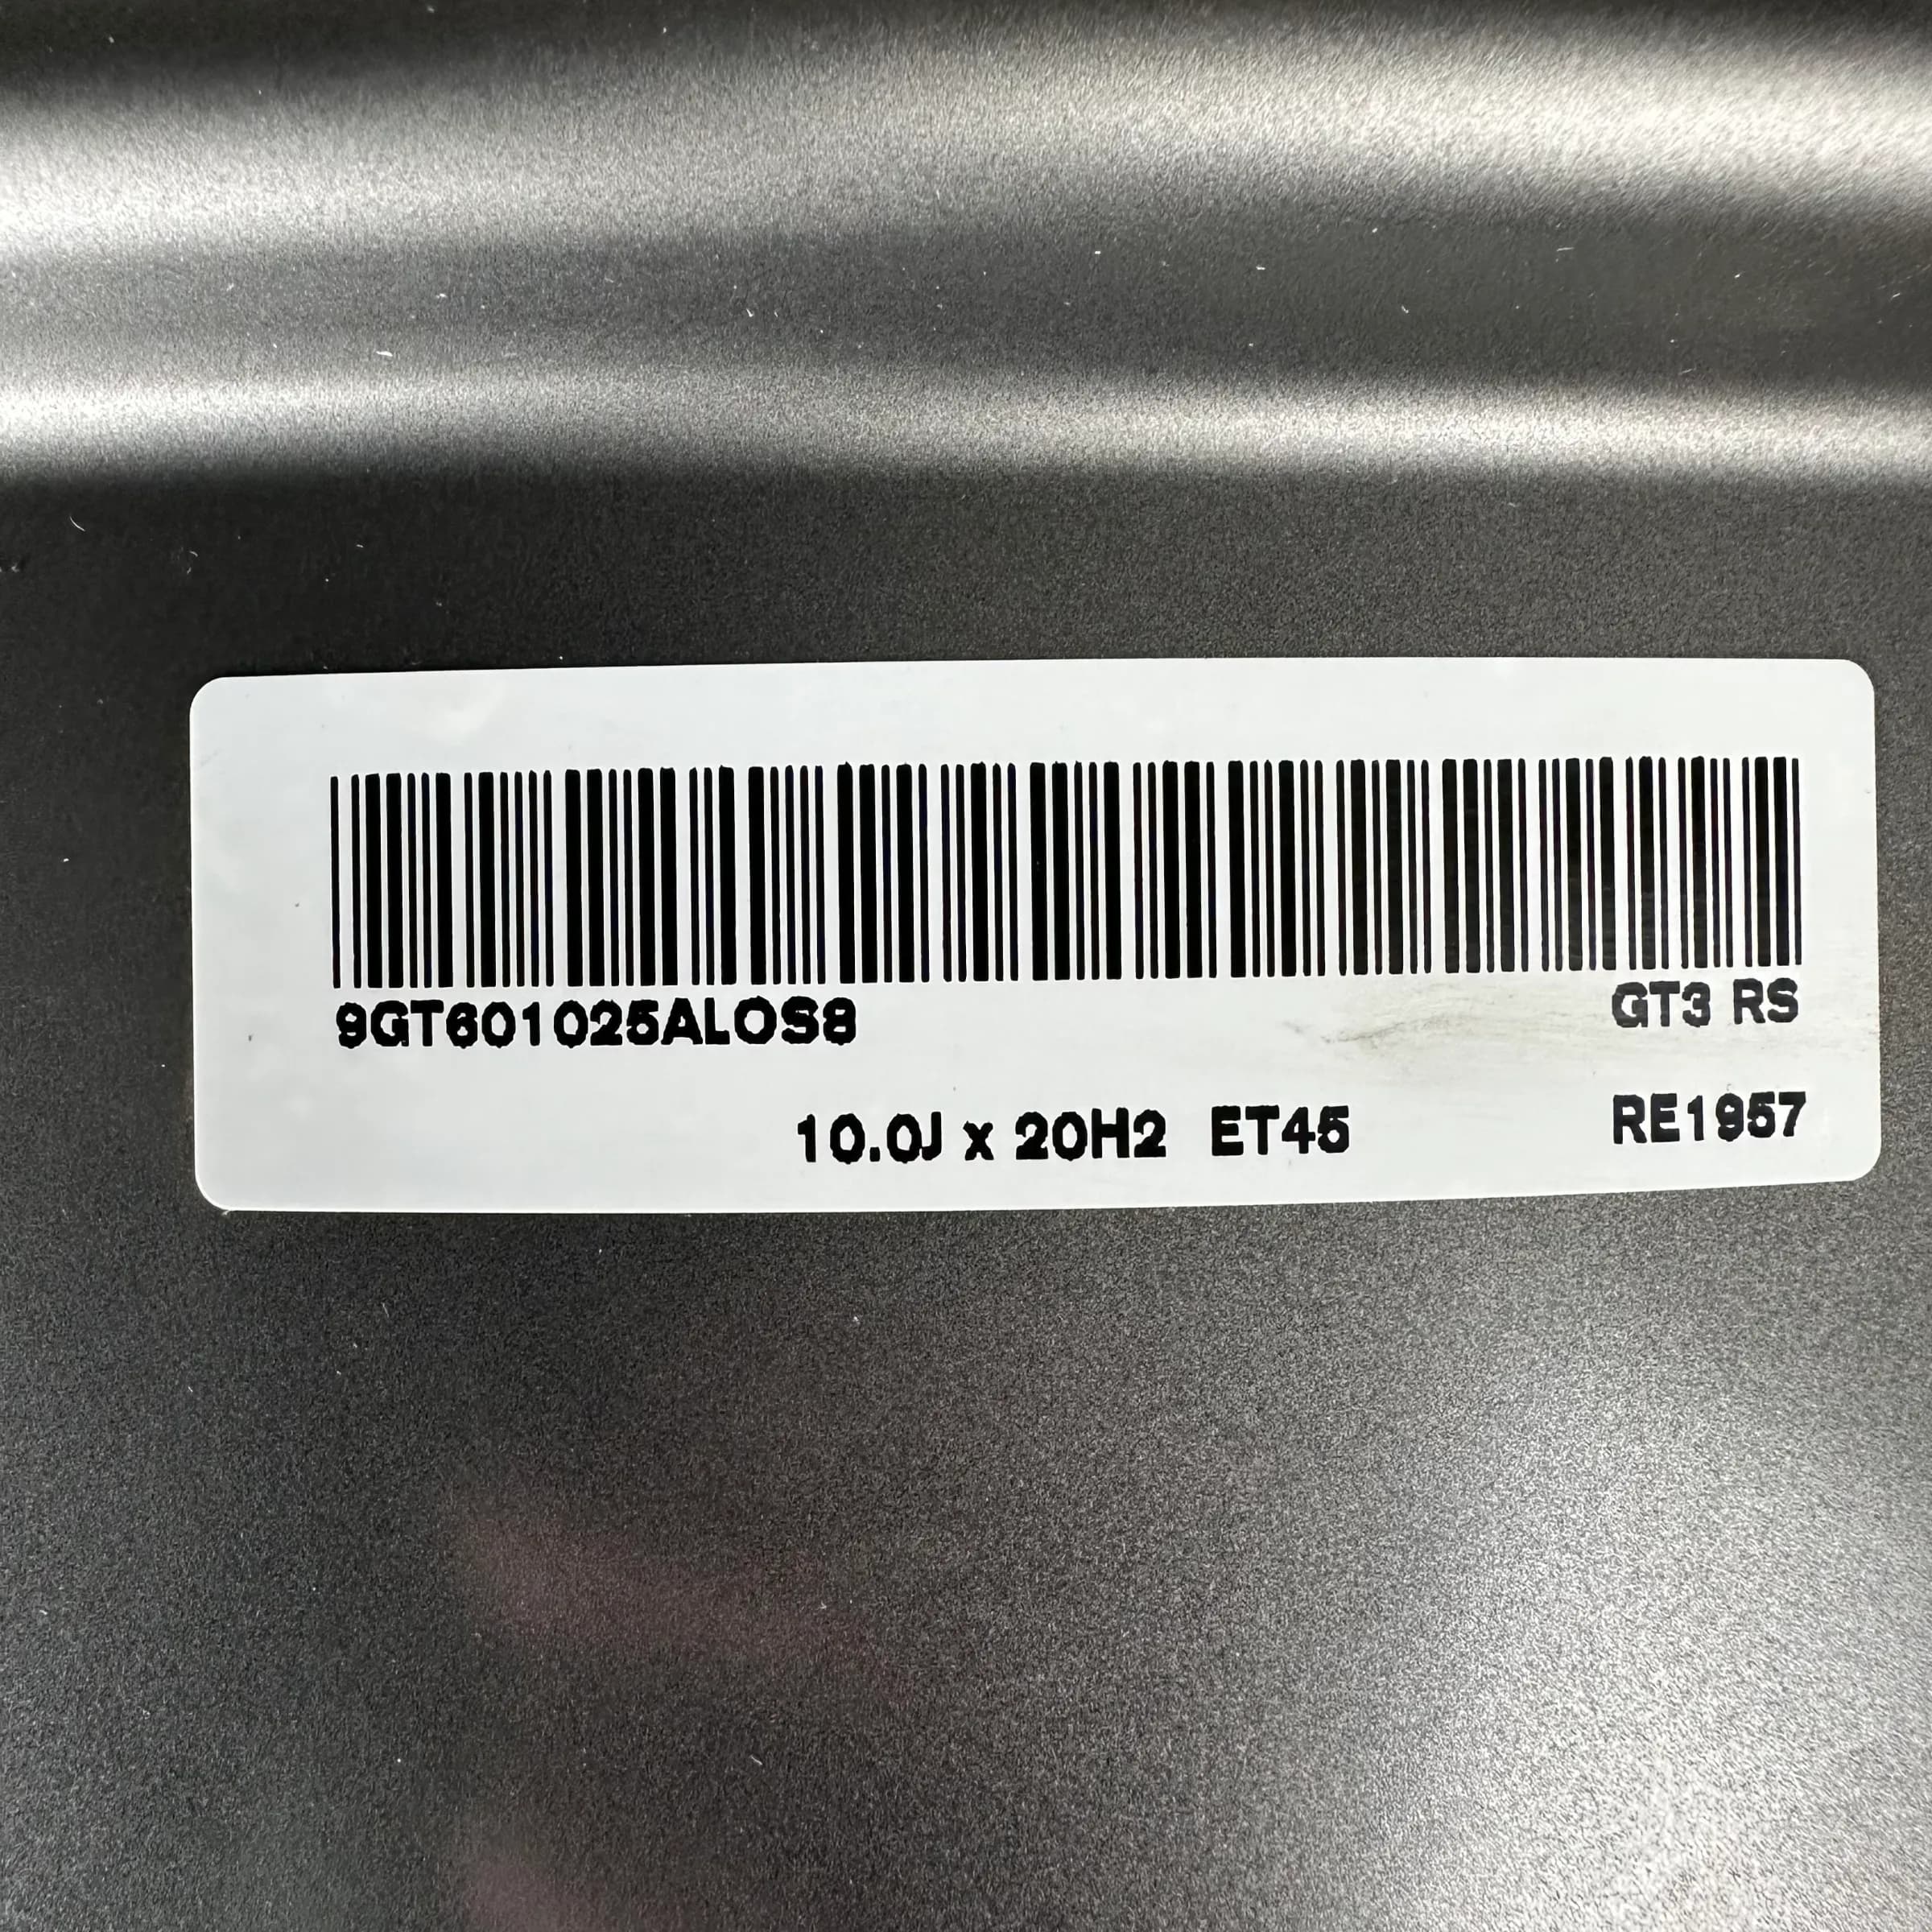 9GT601025ALOS8
GT3 RS
10.0J x 20H2 ET45
RE1957